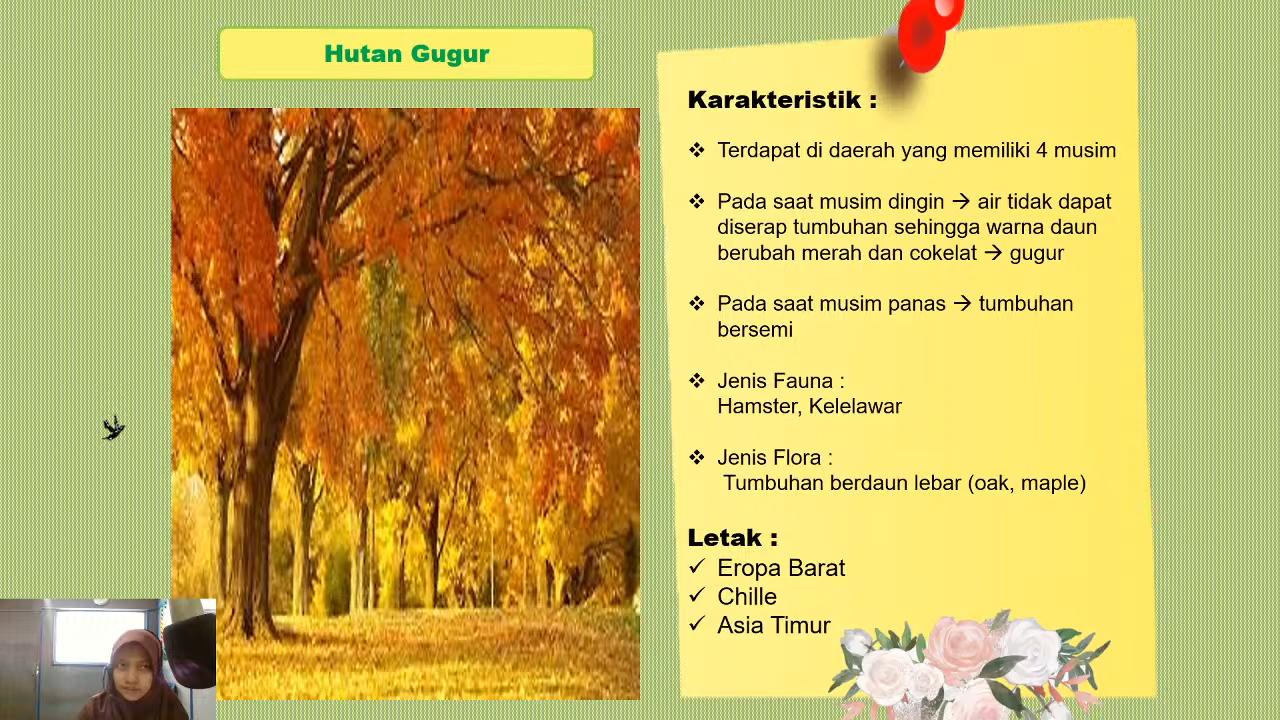 Hutan Gugur
Karakteristik :
❖ Terdapat di daerah yang memiliki 4 musim
❖ Pada saat musim dingin → air tidak dapat
diserap tumbuhan sehingga warna daun
berubah merah dan cokelat → gugur
❖ Pada saat musim panas → tumbuhan
bersemi
❖ Jenis Fauna :
Hamster, Kelelawar
❖ Jenis Flora :
Tumbuhan berdaun lebar (oak, maple)
Letak :
✓ Eropa Barat
✓ Chille
✓ Asia Timur